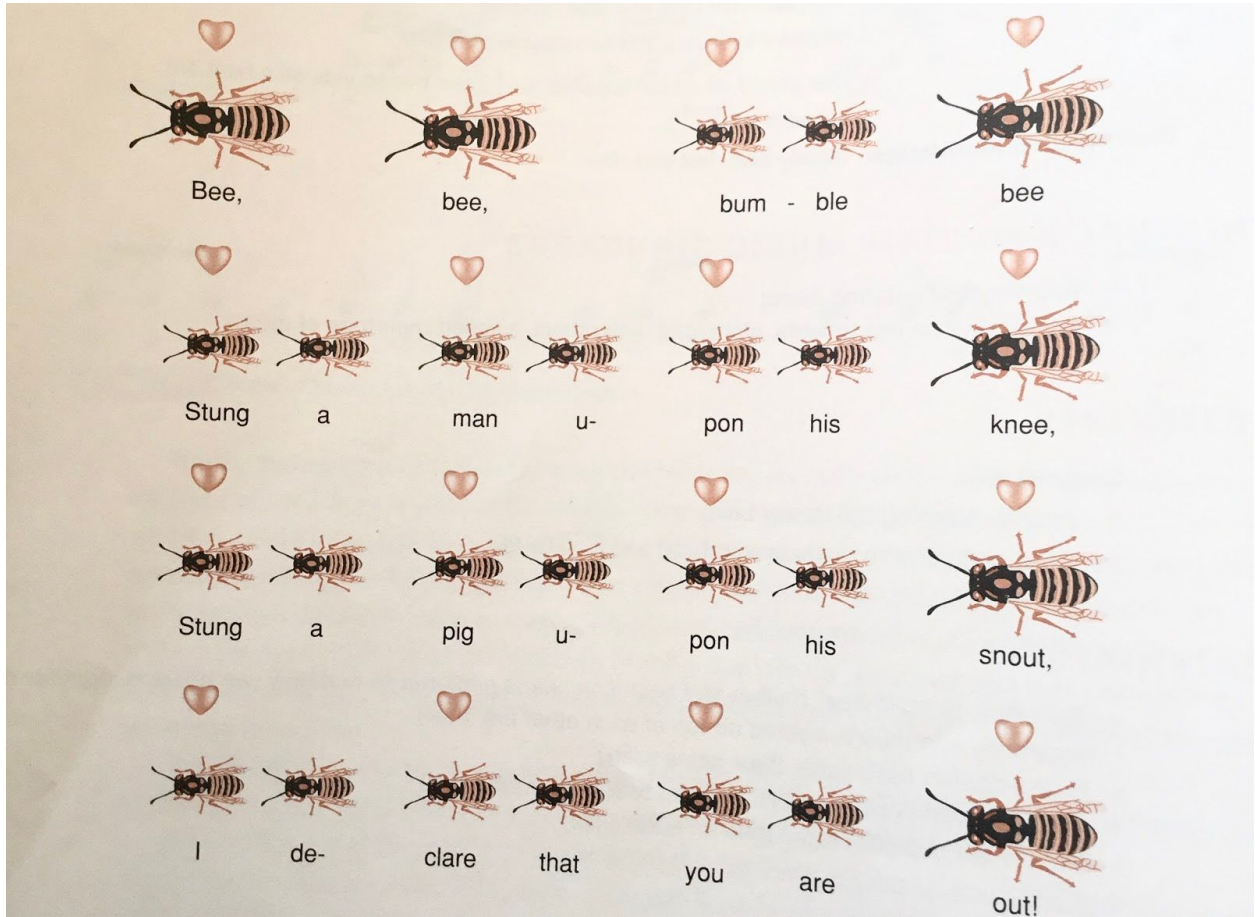 Bee, bee, bum - ble bee
Stung a man u- pon his knee,
Stung a pig u- pon his snout,
I de- clare that you are out!